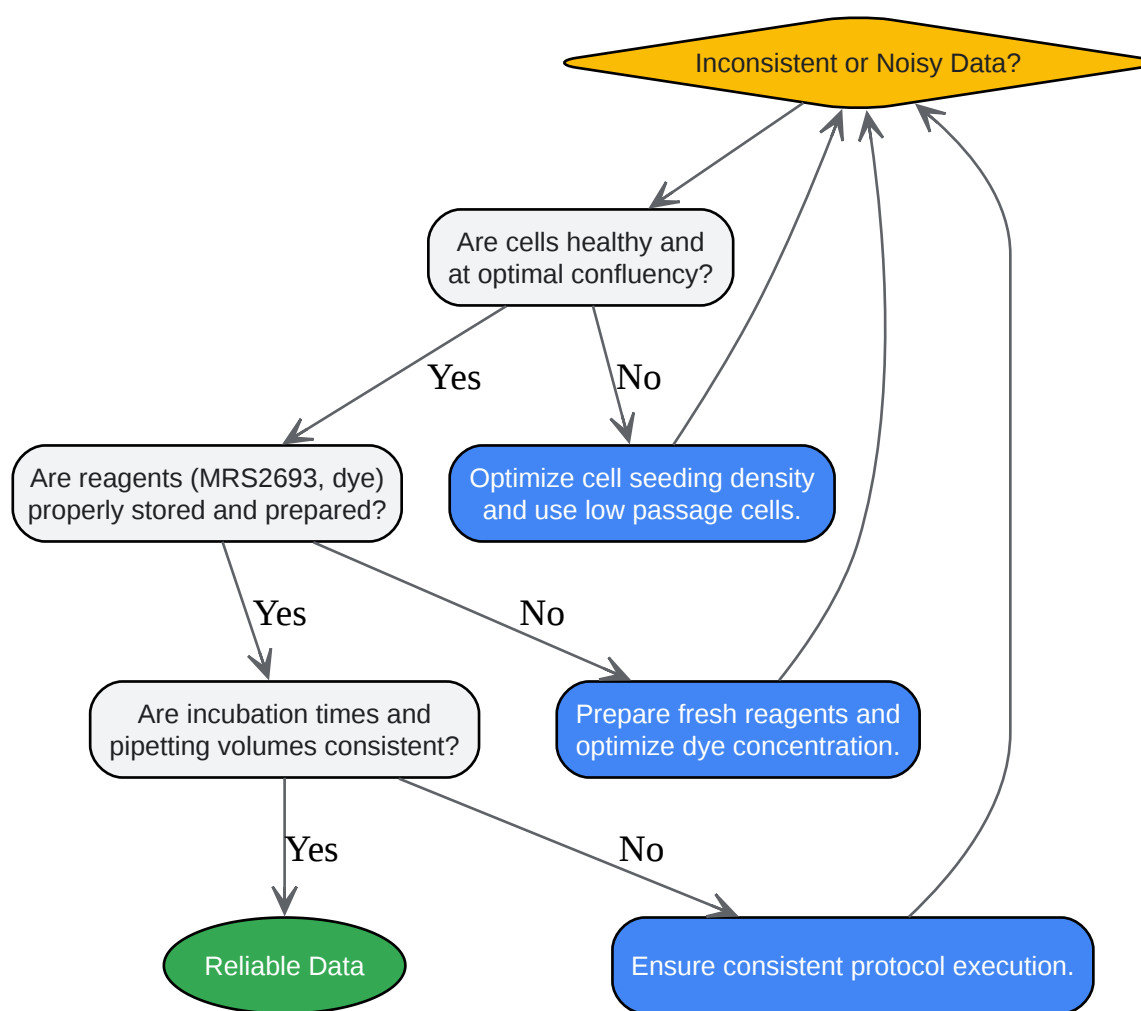 Inconsistent or Noisy Data?
Are cells healthy and
at optimal confluency?
Yes
No
Are reagents (MRS2693, dye)
properly stored and prepared?
Optimize cell seeding density
and use low passage cells.
Yes
No
Are incubation times and
pipetting volumes consistent?
Prepare fresh reagents and
optimize dye concentration.
Yes
No
Reliable Data
Ensure consistent protocol execution.